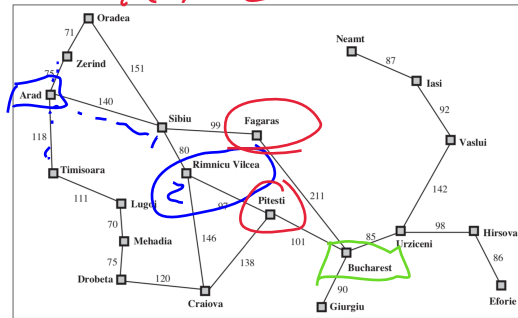 Oradea
71
Neamt
Zerind
87
75
151
Iasi
Arad
140
92
Sibiu
99
Fagaras
118
Vaslui
80
Rimnicu Vilcea
Timisoara
142
211
111
Lugoj
97
Pitesti
70
98
Hirsova
146
85
101
Urziceni
Mehadia
138
86
75
Bucharest
120
90
Drobeta
Craiova
Eforie
Giurgiu